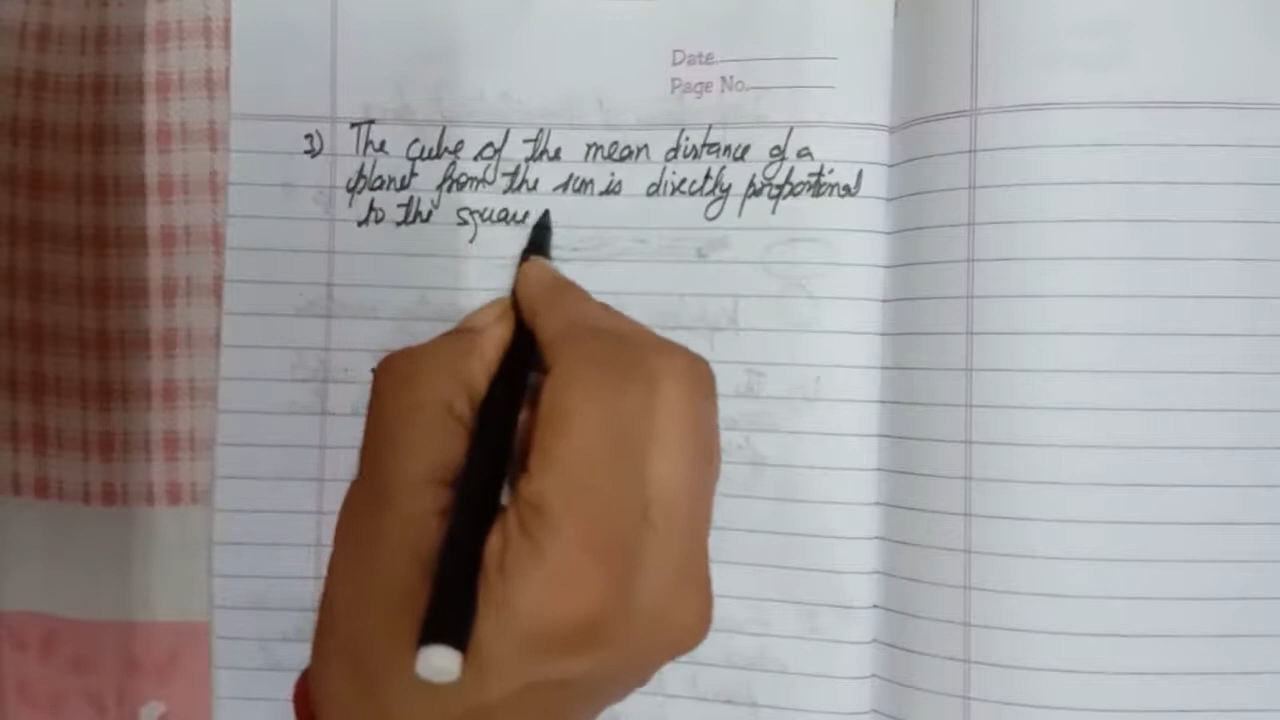 Date
Page No.
3) The cube of the mean distance of a
planet from the sun is directly proportional
to the square